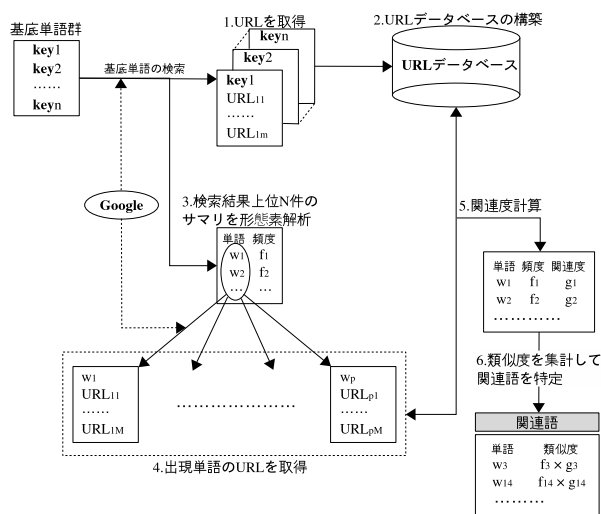 基底単語群
key1
key2
……
keyn
基底単語の検索
1.URLを取得
keyn
key2
key1
URL11
……
URL1m
2.URLデータベースの構築
URLデータベース
Google
3.検索結果上位N件の
サマリを形態素解析
単語 頻度
w1 f1
w2 f2
… …
5.関連度計算
単語 頻度 関連度
w1 f1 g1
w2 f2 g2
…………
6.類似度を集計して
関連語を特定
w1
URL11
……
URL1M
……………………
wp
URLp1
……
URLpM
4.出現単語のURLを取得
関連語
単語 類似度
w3 f3×g3
w14 f14×g14
………